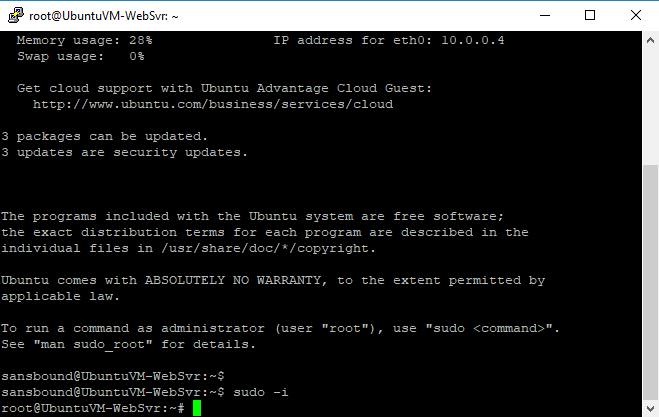 root@UbuntuVM-WebSvr: ~
Memory usage: 28% IP address for eth0: 10.0.0.4
Swap usage: 0%
Get cloud support with Ubuntu Advantage Cloud Guest:
http://www.ubuntu.com/business/services/cloud
3 packages can be updated.
3 updates are security updates.
The programs included with the Ubuntu system are free software;
the exact distribution terms for each program are described in the
individual files in /usr/share/doc/*/copyright.
Ubuntu comes with ABSOLUTELY NO WARRANTY, to the extent permitted by
applicable law.
To run a command as administrator (user "root"), use "sudo <command>".
See "man sudo_root" for details.
sansbound@UbuntuVM-WebSvr:~$
sansbound@UbuntuVM-WebSvr:~$ sudo -i
root@UbuntuVM-WebSvr:~#